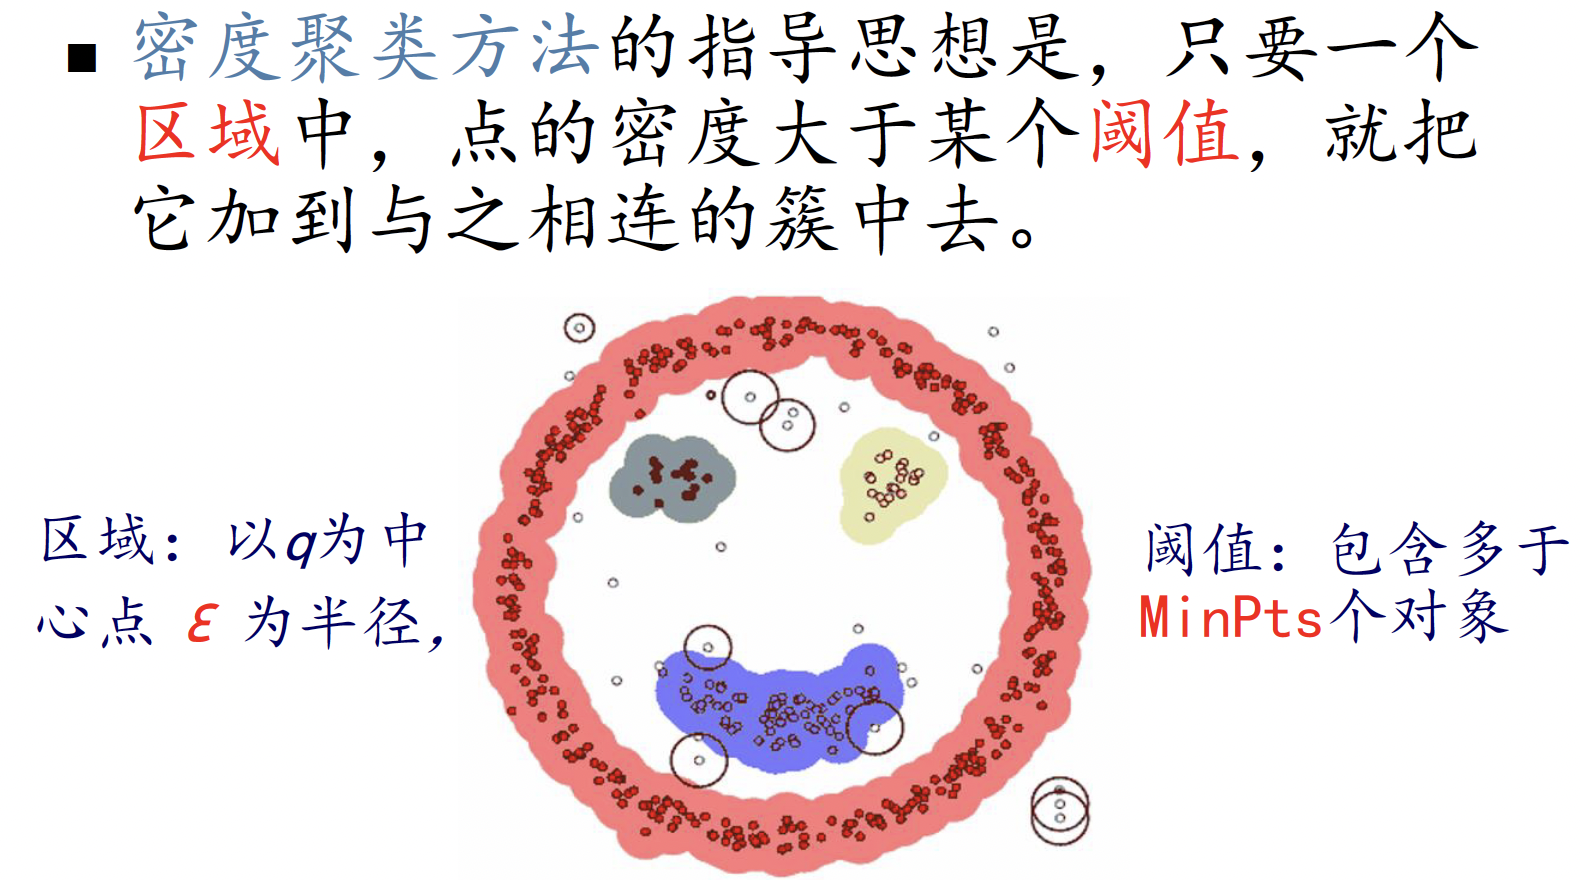 密度聚类方法的指导思想是，只要一个
区域中，点的密度大于某个阈值，就把
它加到与之相连的簇中去。
区域：以q为中
心点 ε 为半径，
阈值：包含多于
MinPts个对象